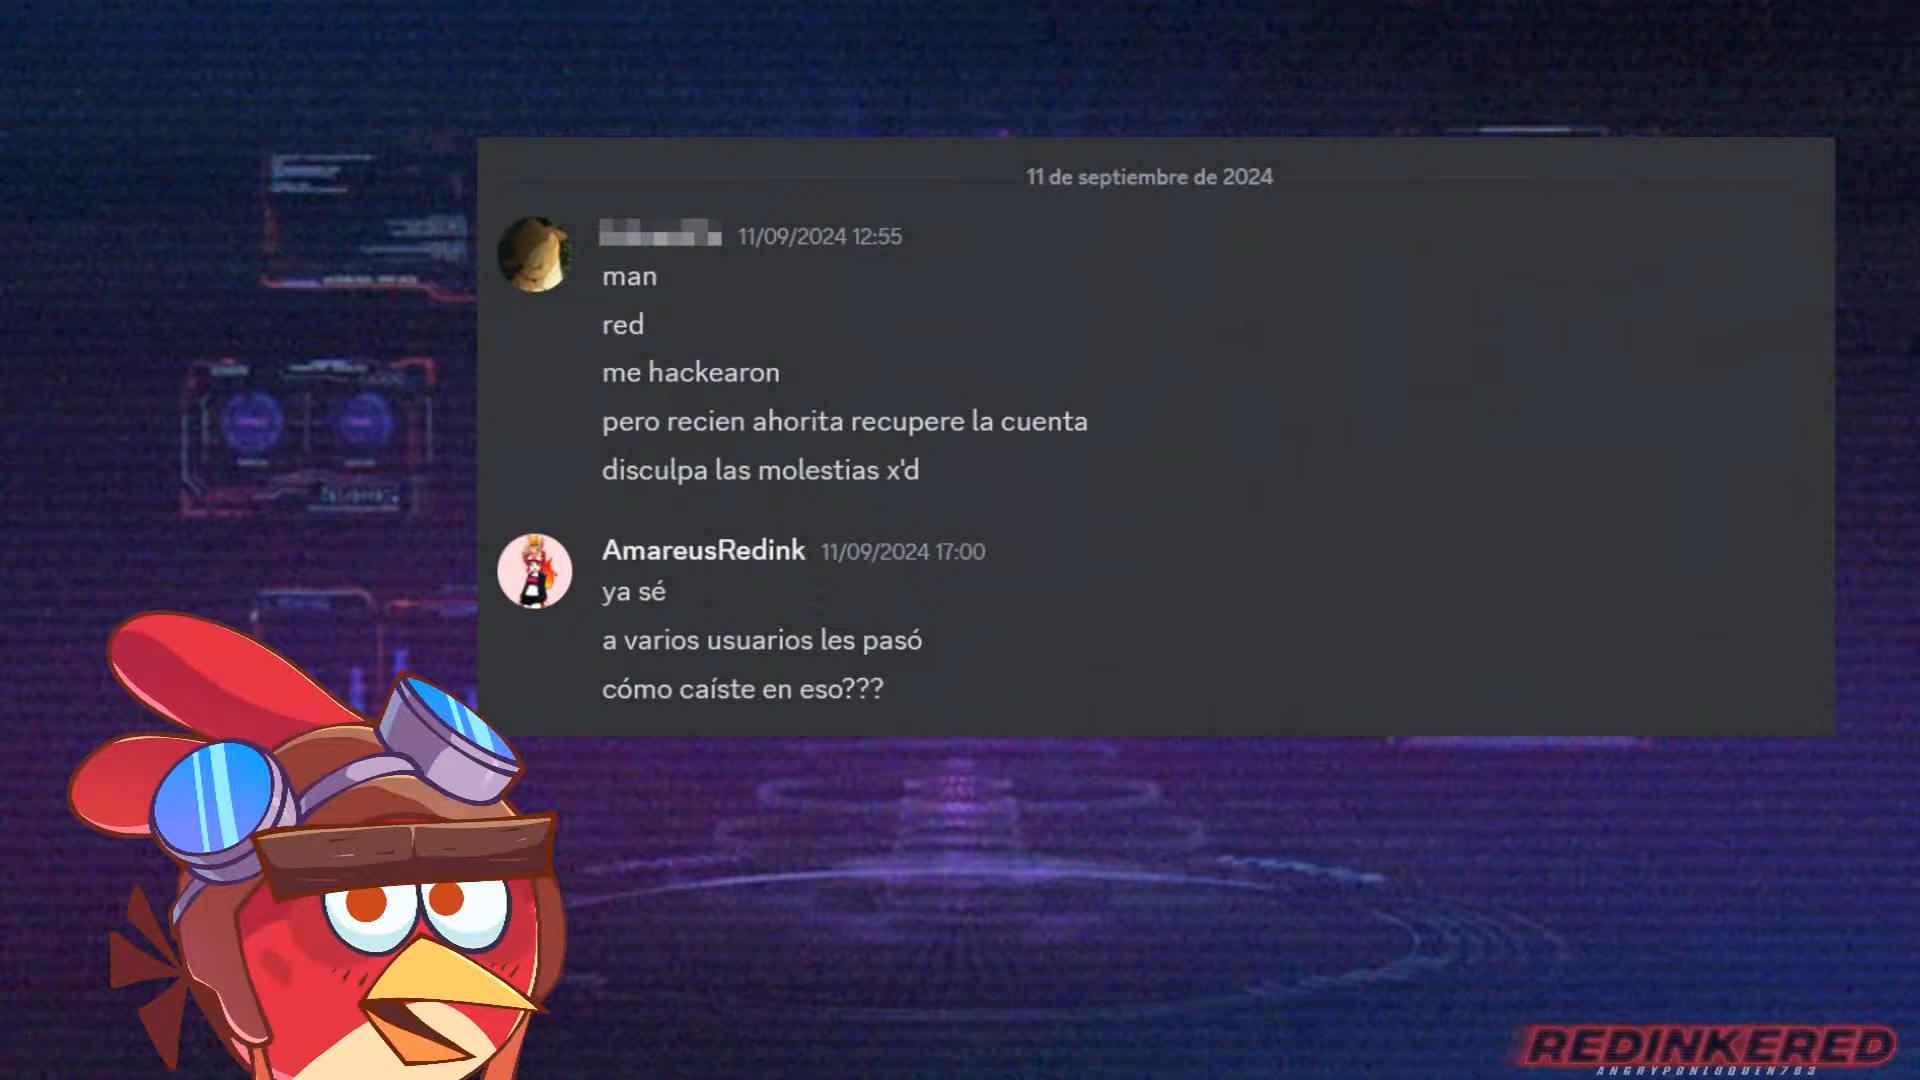 11 de septiembre de 2024
11/09/2024 12:55
man
red
me hackearon
pero recien ahorita recupere la cuenta
disculpa las molestias x'd
AmareusRedink 11/09/2024 17:00
ya sé
a varios usuarios les pasó
cómo caíste en eso???
REDINKERED
ANGRYPONLOQUEN783